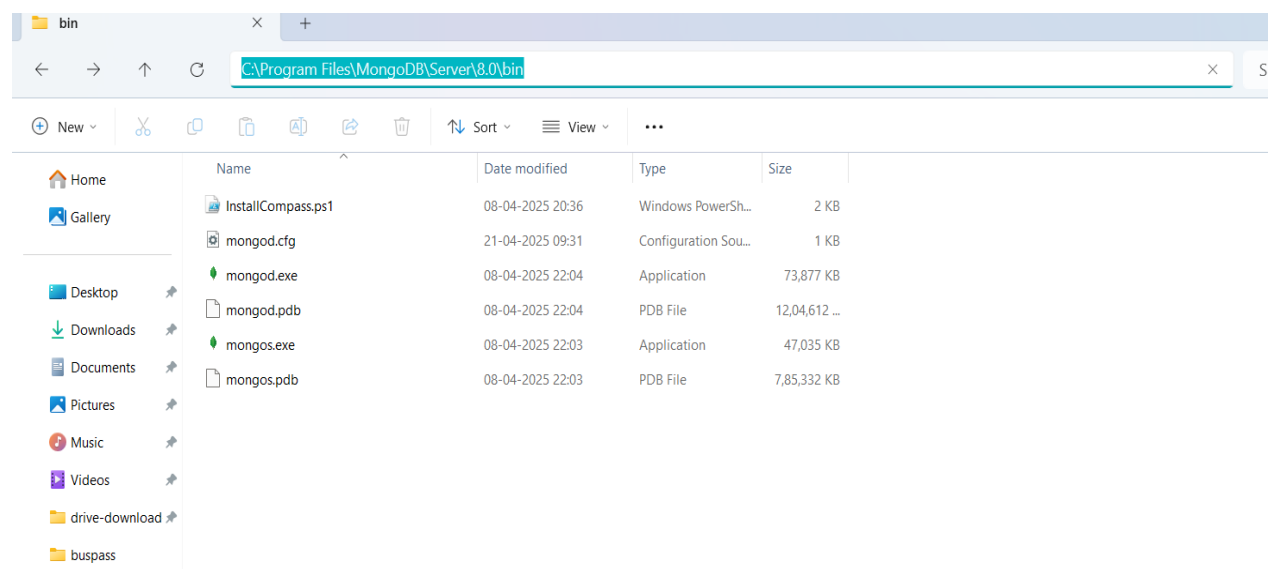 bin
C:\Program Files\MongoDB\Server\8.0\bin
S
New Sort View
Name Date modified Type Size
Home
Gallery
Desktop
Downloads
Documents
Pictures
Music
Videos
drive-download
buspass
InstallCompass.ps1 08-04-2025 20:36 Windows PowerSh... 2 KB
mongod.cfg 21-04-2025 09:31 Configuration Sou... 1 KB
mongod.exe 08-04-2025 22:04 Application 73,877 KB
mongod.pdb 08-04-2025 22:04 PDB File 12,04,612 ...
mongos.exe 08-04-2025 22:03 Application 47,035 KB
mongos.pdb 08-04-2025 22:03 PDB File 7,85,332 KB